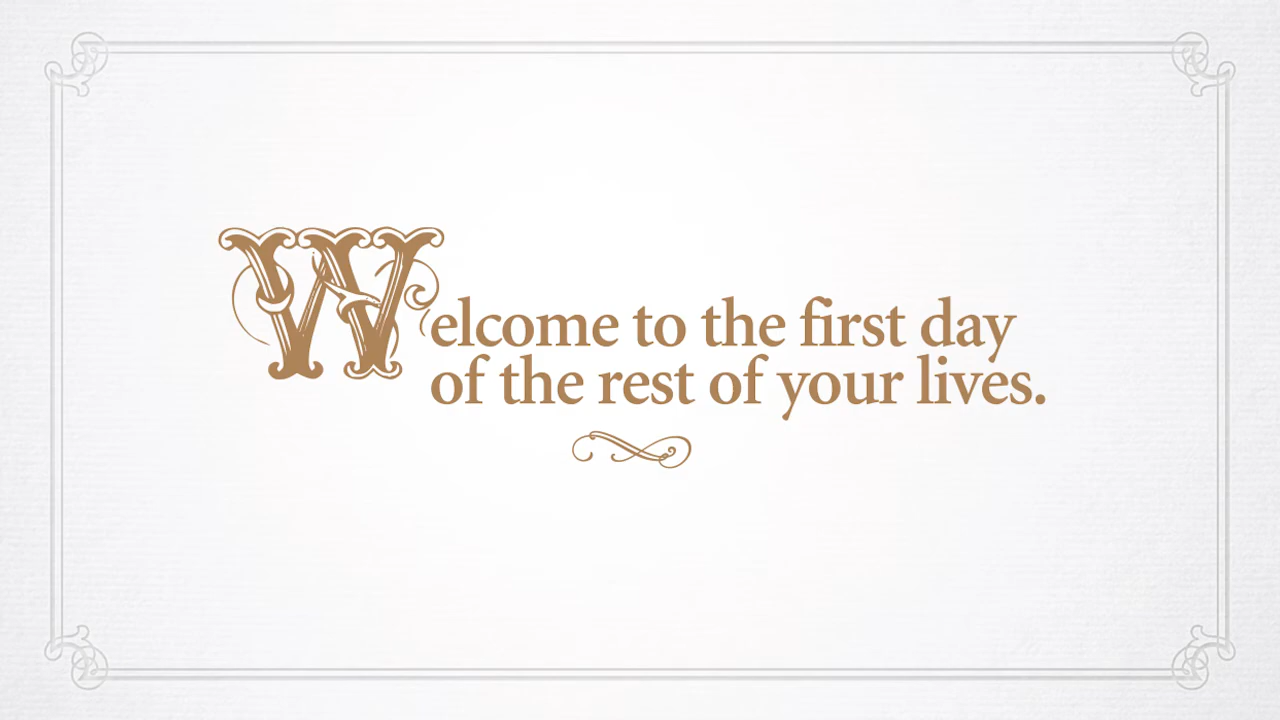 Welcome to the first day
of the rest of your lives.